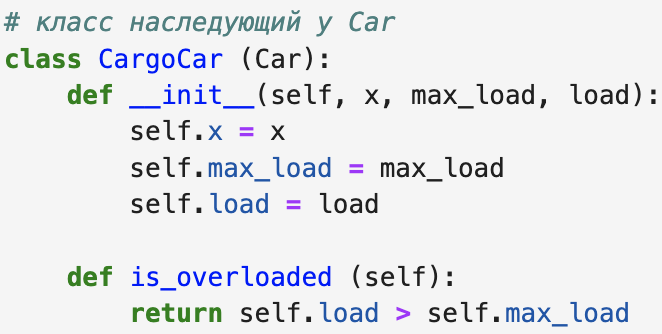 # класс наследующий у Car
class CargoCar (Car):
    def __init__(self, x, max_load, load):
        self.x = x
        self.max_load = max_load
        self.load = load

    def is_overloaded (self):
        return self.load > self.max_load